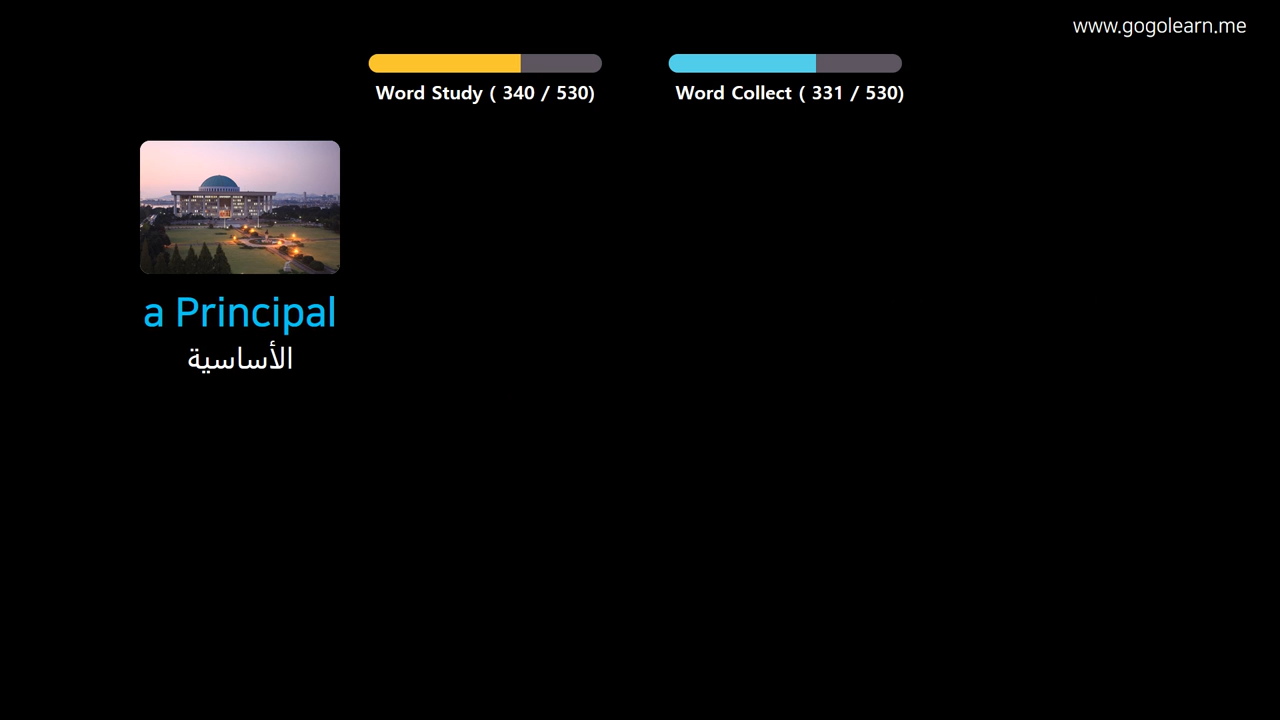 www.gogolearn.me
Word Study ( 340 / 530)
Word Collect ( 331 / 530)
a Principal
الأساسية